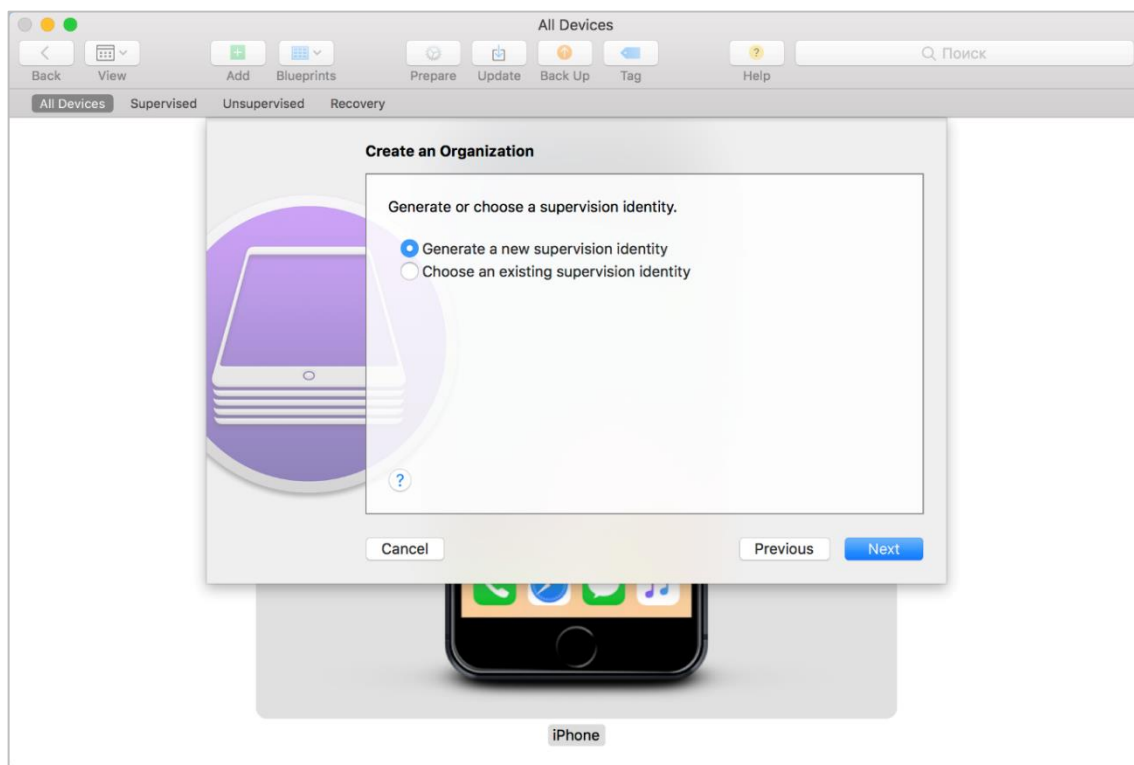 All Devices
Back View Add Blueprints Prepare Update Back Up Tag ? Help Поиск
All Devices Supervised Unsupervised Recovery
Create an Organization
Generate or choose a supervision identity.
Generate a new supervision identity
Choose an existing supervision identity
?
Cancel Previous Next
iPhone